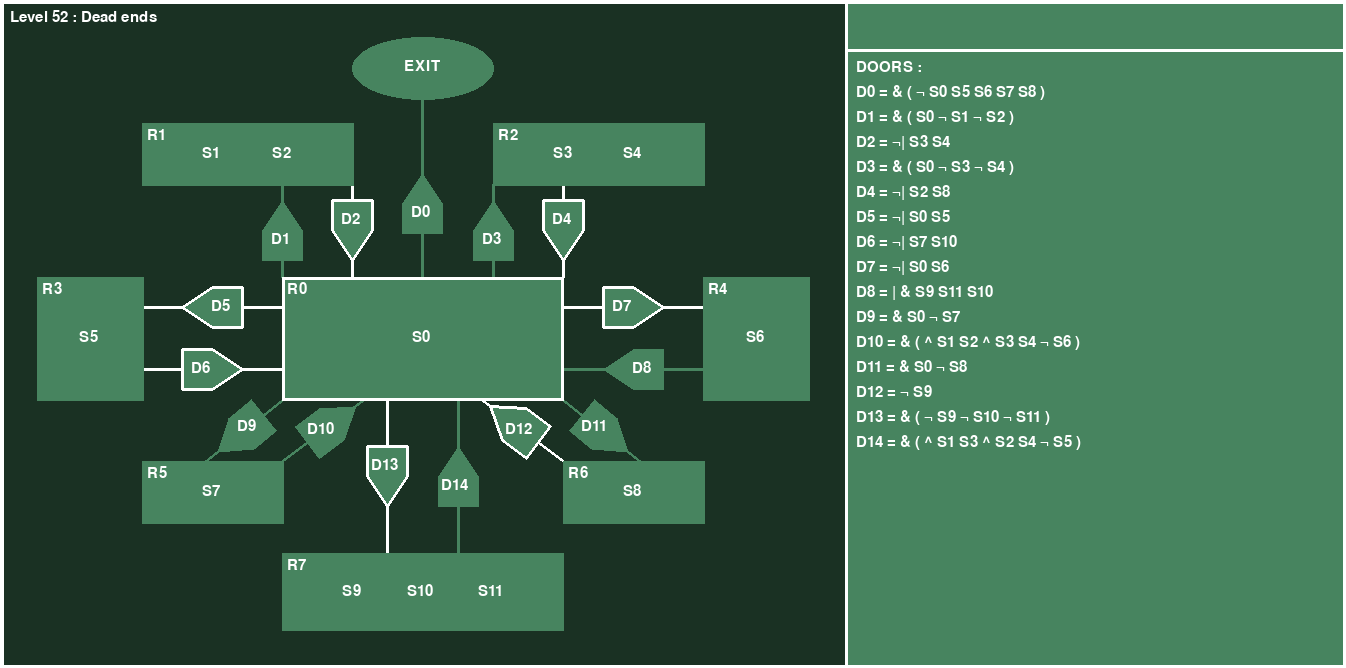 Level 52 : Dead ends
EXIT
R1
S1 S2
R2
S3 S4
D1
D2
D0
D3
D4
R3
S5
D5
D6
R0
S0
D7
D8
R4
S6
D9
D10
D13
D14
D12
D11
R5
S7
R6
S8
R7
S9 S10 S11
DOORS :
D0 = & ( ¬ S0 S5 S6 S7 S8 )
D1 = & ( S0 ¬ S1 ¬ S2 )
D2 = ¬| S3 S4
D3 = & ( S0 ¬ S3 ¬ S4 )
D4 = ¬| S2 S8
D5 = ¬| S0 S5
D6 = ¬| S7 S10
D7 = ¬| S0 S6
D8 = | & S9 S11 S10
D9 = & S0 ¬ S7
D10 = & ( ^ S1 S2 ^ S3 S4 ¬ S6 )
D11 = & S0 ¬ S8
D12 = ¬ S9
D13 = & ( ¬ S9 ¬ S10 ¬ S11 )
D14 = & ( ^ S1 S3 ^ S2 S4 ¬ S5 )